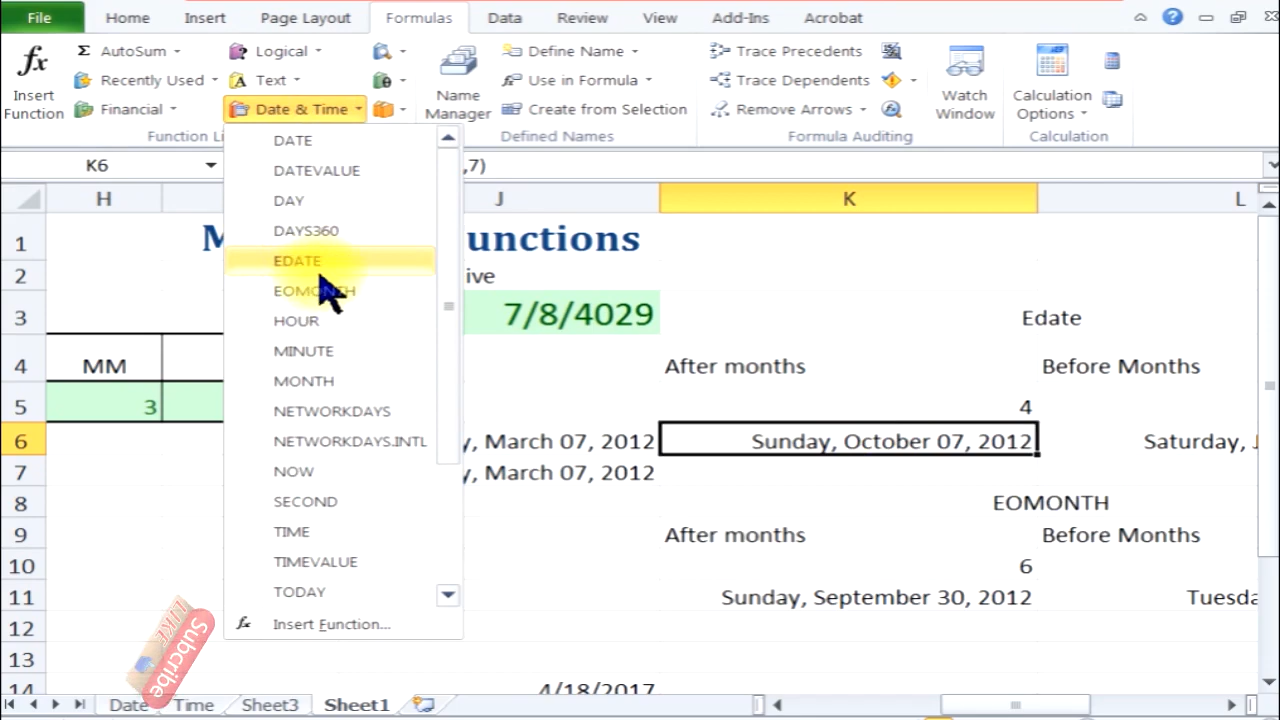 File Home Insert Page Layout Formulas Data Review View Add-Ins Acrobat
fx Σ AutoSum Logical Define Name Trace Precedents
Recently Used Text Use in Formula Trace Dependents
Insert Function Financial Date & Time Name Manager Create from Selection Remove Arrows Watch Window Calculation Options
Function Li Defined Names Formula Auditing Calculation
K6 ,7)
H J K L
DATE
DATEVALUE
DAY
DAYS360
EDATE
EOMONTH
HOUR
MINUTE
MONTH
NETWORKDAYS
NETWORKDAYS.INTL
NOW
SECOND
TIME
TIMEVALUE
TODAY
fx Insert Function...
1 M unctions
2 ive
3 7/8/4029 Edate
4 MM After months Before Months
5 3 4
6 y, March 07, 2012 Sunday, October 07, 2012 Saturday, J
7 y, March 07, 2012
8 EOMONTH
9 After months Before Months
10 6
11 Sunday, September 30, 2012 Tuesda
12
13
14 4/18/2017
LIKE
Subcribe
Date Time Sheet3 Sheet1